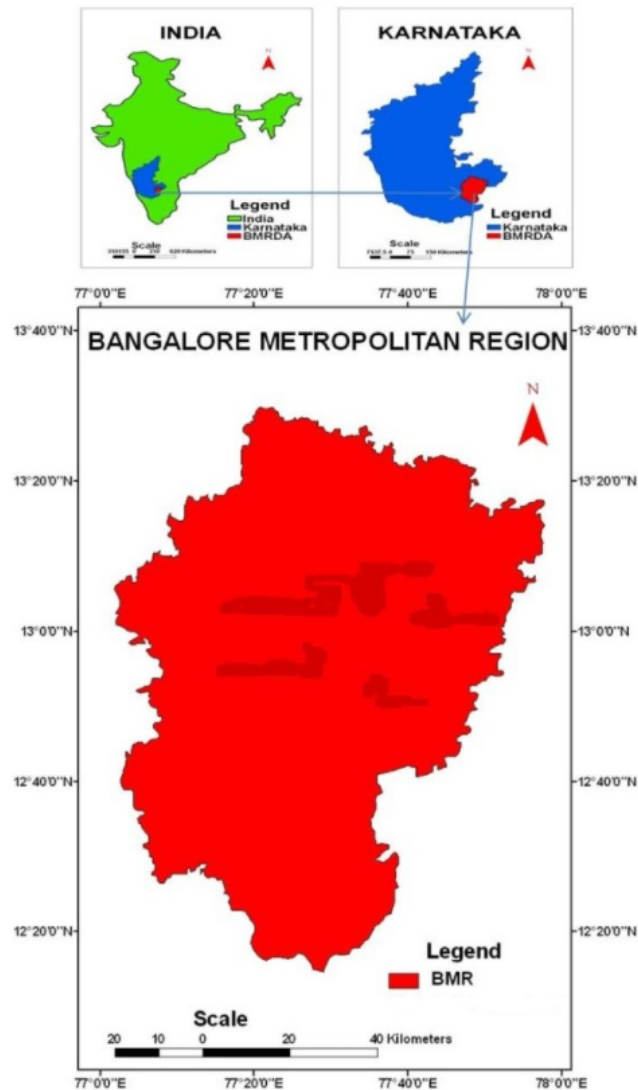 INDIA
N
Legend
India
Karnataka
BMRDA
Scale
KARNATAKA
N
Legend
Karnataka
BMRDA
Scale
77°0'0"E 77°20'0"E 77°40'0"E 78°0'0"E
13°40'0"N 13°40'0"N
BANGALORE METROPOLITAN REGION
N
13°20'0"N 13°20'0"N
13°0'0"N 13°0'0"N
12°40'0"N 12°40'0"N
12°20'0"N 12°20'0"N
Legend
BMR
Scale
20 10 0 20 40 Kilometers
77°0'0"E 77°20'0"E 77°40'0"E 78°0'0"E